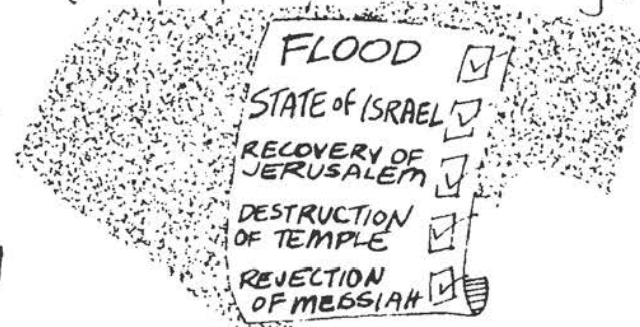 FLOOD
STATE of ISRAEL
RECOVERY OF
JERUSALEM
DESTRUCTION
OF TEMPLE
REJECTION
OF MESSIAH